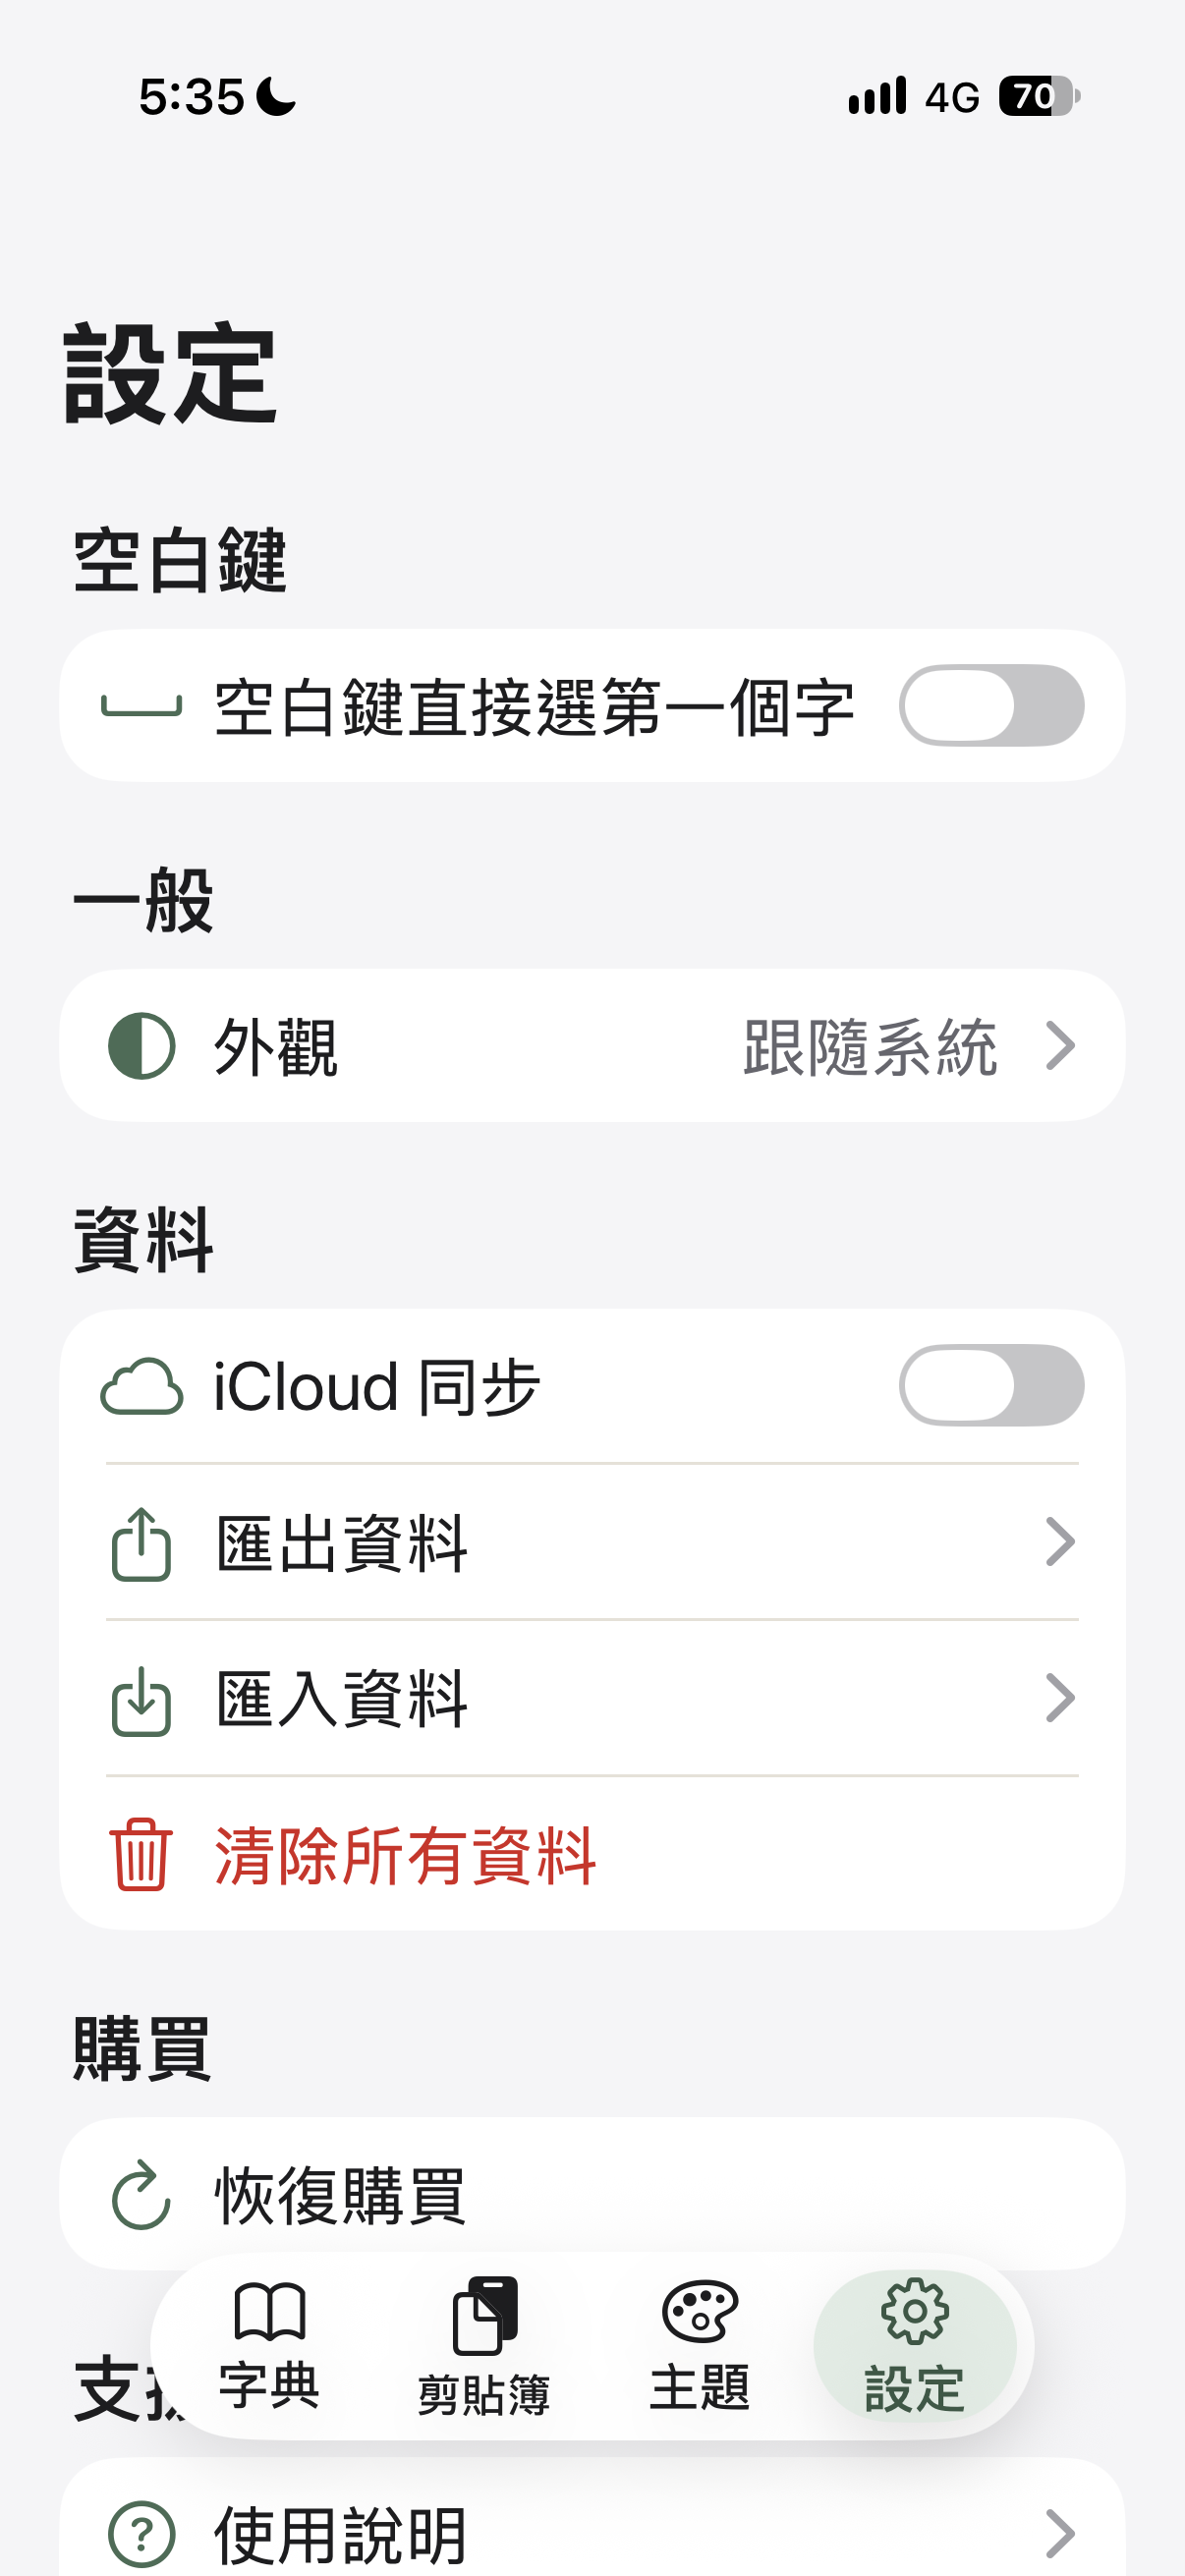 5:35
4G
70
設定
空白鍵
空白鍵直接選第一個字
一般
外觀
跟隨系統
資料
iCloud 同步
匯出資料
匯入資料
清除所有資料
購買
恢復購買
支
字典
剪貼簿
主題
設定
使用說明